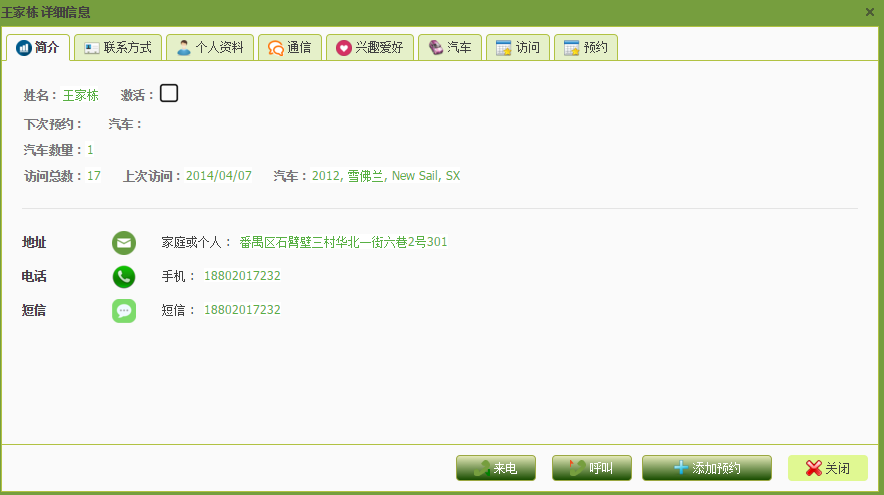 王家栋 详细信息
简介 联系方式 个人资料 通信 兴趣爱好 汽车 访问 预约
姓名： 王家栋 激活：
下次预约： 汽车：
汽车数量： 1
访问总数： 17 上次访问： 2014/04/07 汽车： 2012, 雪佛兰, New Sail, SX
地址 家庭或个人： 番禺区石臂壁三村华北一街六巷2号301
电话 手机： 18802017232
短信 短信： 18802017232
来电 呼叫 添加预约 关闭